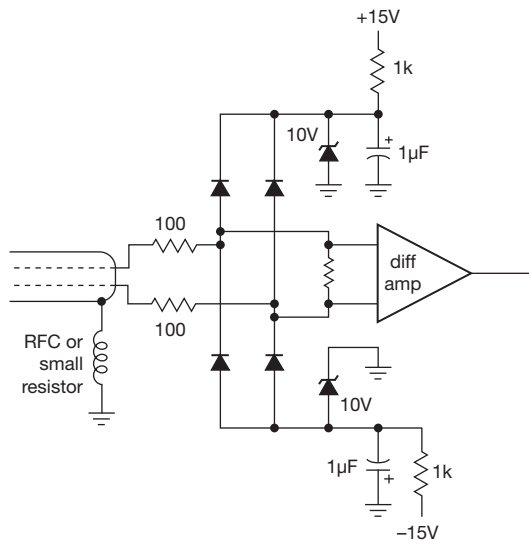 +15V
1k
10V
+
1µF
100
diff
amp
100
RFC or
small
resistor
10V
1µF
+
1k
–15V